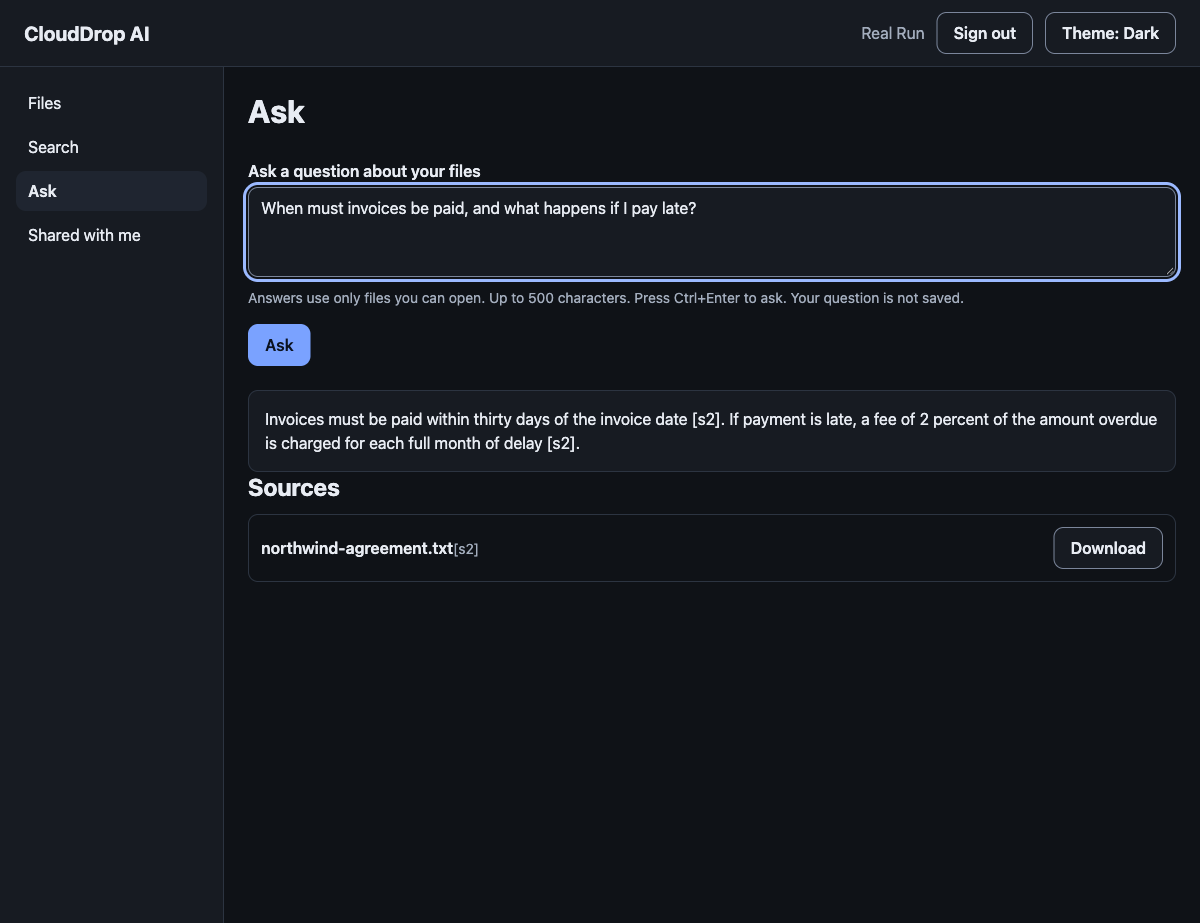 CloudDrop AI
Real Run
Sign out
Theme: Dark
Files
Search
Ask
Shared with me
Ask
Ask a question about your files
When must invoices be paid, and what happens if I pay late?
Answers use only files you can open. Up to 500 characters. Press Ctrl+Enter to ask. Your question is not saved.
Ask
Invoices must be paid within thirty days of the invoice date [s2]. If payment is late, a fee of 2 percent of the amount overdue
is charged for each full month of delay [s2].
Sources
northwind-agreement.txt[s2]
Download